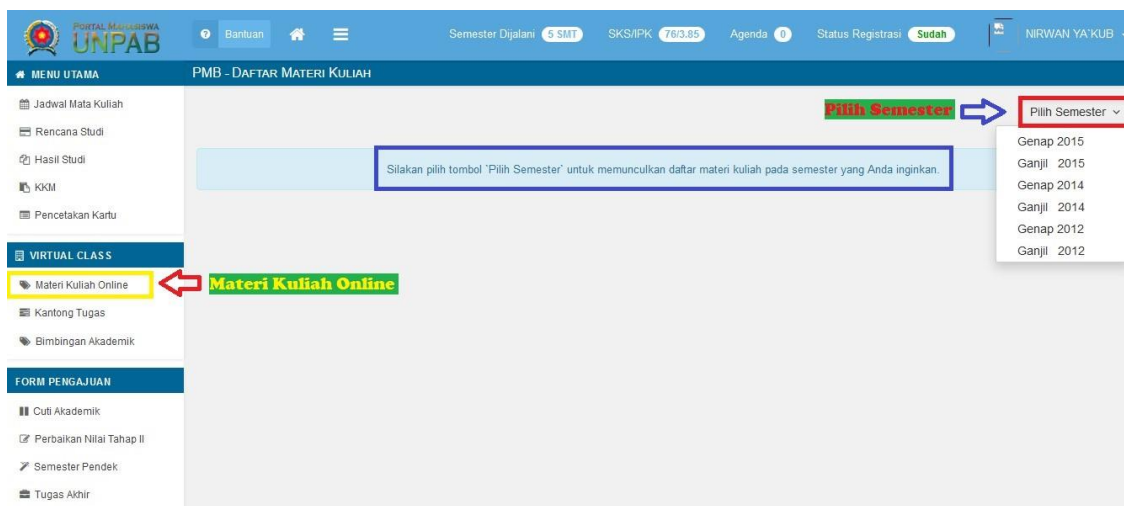 PORTAL MAHASISWA
UNPAB
Bantuan
Semester Dijalani 5 SMT SKS/IPK 76/3.85 Agenda 0 Status Registrasi Sudah NIRWAN YA`KUB
MENU UTAMA
PMB - DAFTAR MATERI KULIAH
Jadwal Mata Kuliah
Rencana Studi
Hasil Studi
KKM
Pencetakan Kartu
VIRTUAL CLASS
Materi Kuliah Online
Kantong Tugas
Bimbingan Akademik
FORM PENGAJUAN
Cuti Akademik
Perbaikan Nilai Tahap II
Semester Pendek
Tugas Akhir
Pilih Semester
Pilih Semester
Genap 2015
Ganjil 2015
Genap 2014
Ganjil 2014
Genap 2012
Ganjil 2012
Silakan pilih tombol `Pilih Semester` untuk memunculkan daftar materi kuliah pada semester yang Anda inginkan.
Materi Kuliah Online